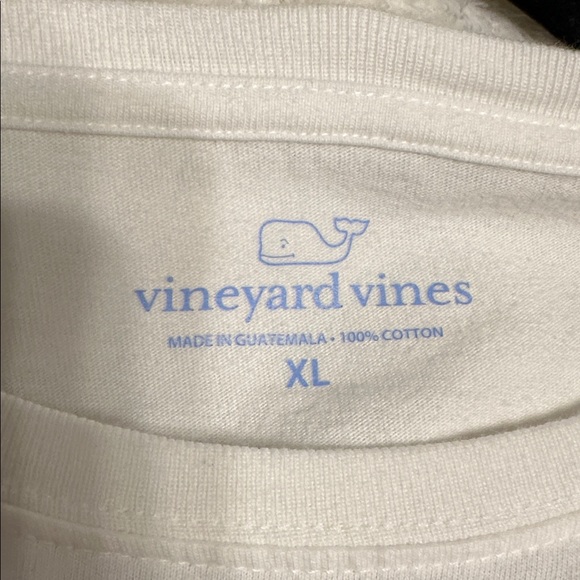 vineyard vines
MADE IN GUATEMALA • 100% COTTON
XL